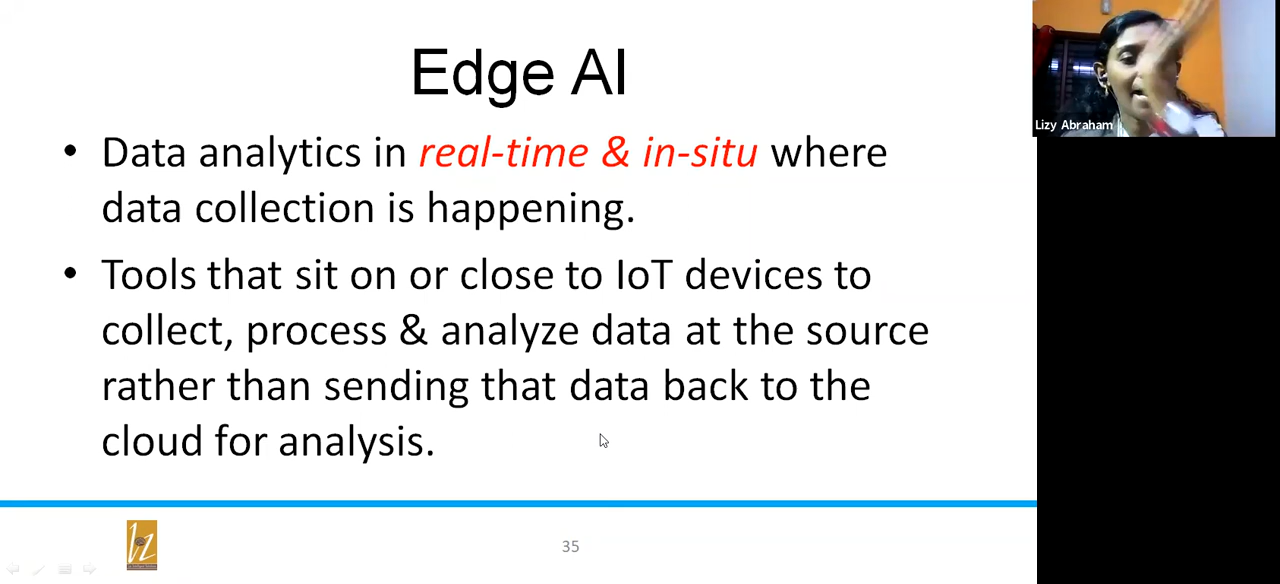 Edge AI
• Data analytics in real-time & in-situ where
data collection is happening.
• Tools that sit on or close to IoT devices to
collect, process & analyze data at the source
rather than sending that data back to the
cloud for analysis.
35
Lizy Abraham